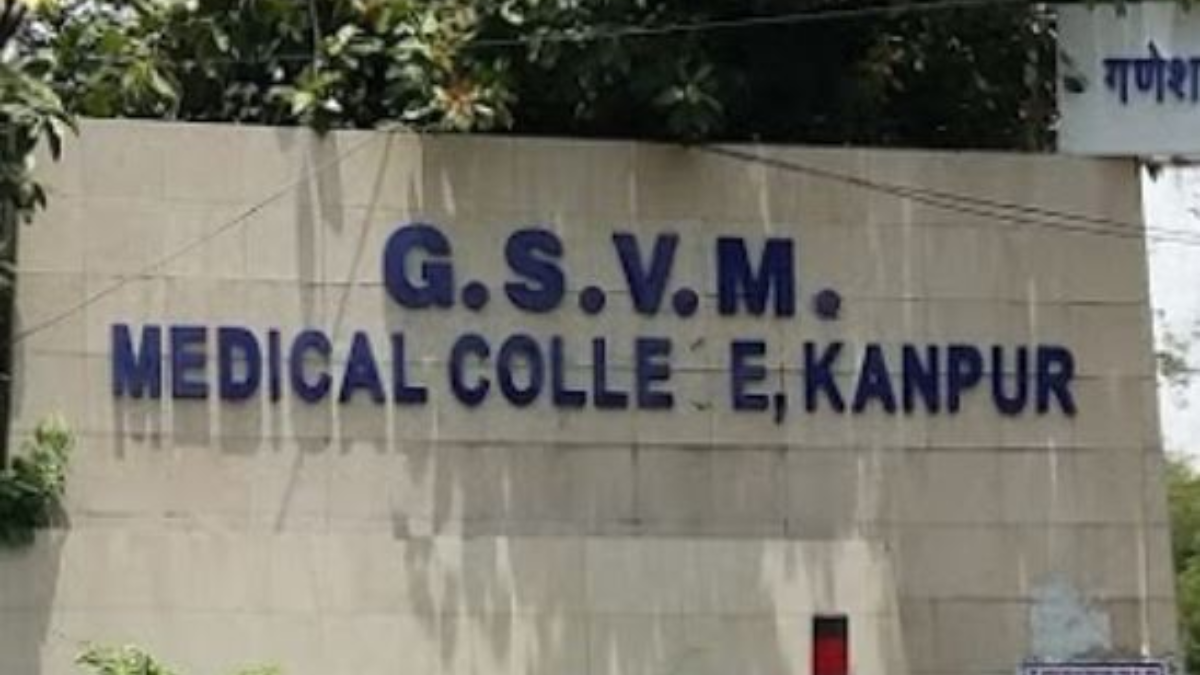 गणेश
G.S.V.M.
MEDICAL COLLE E, KANPUR